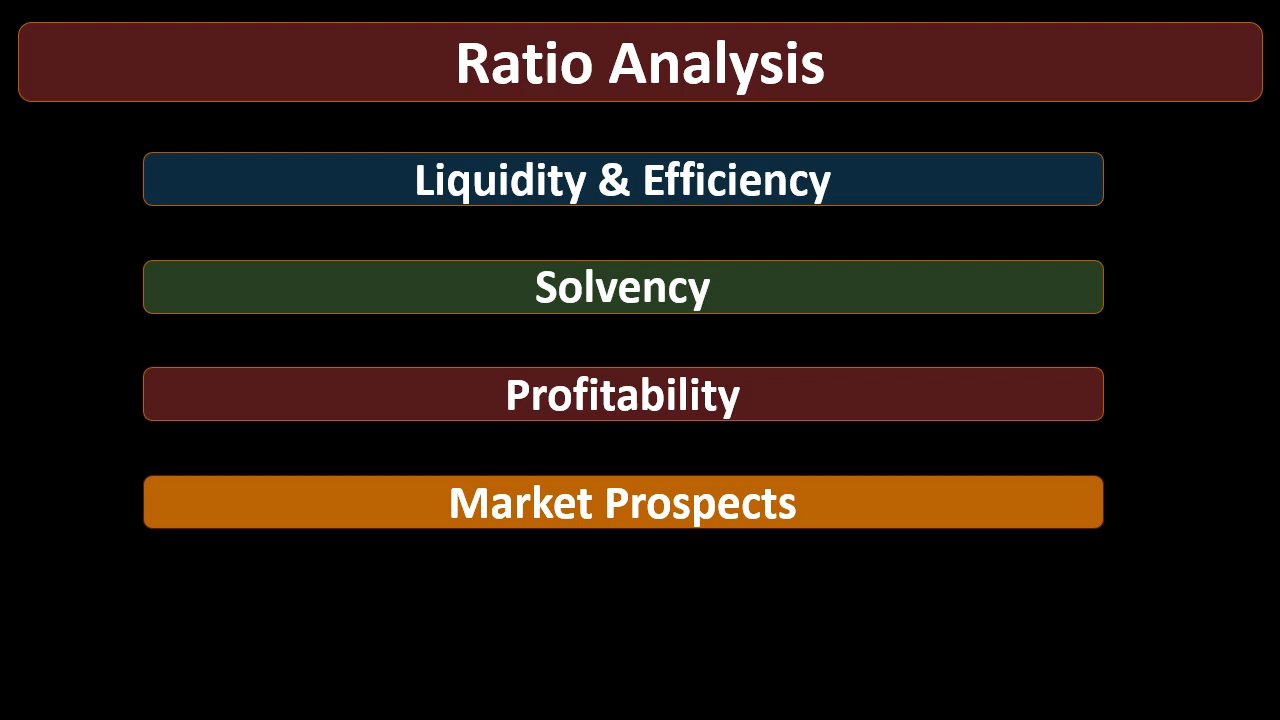 Ratio Analysis
Liquidity & Efficiency
Solvency
Profitability
Market Prospects